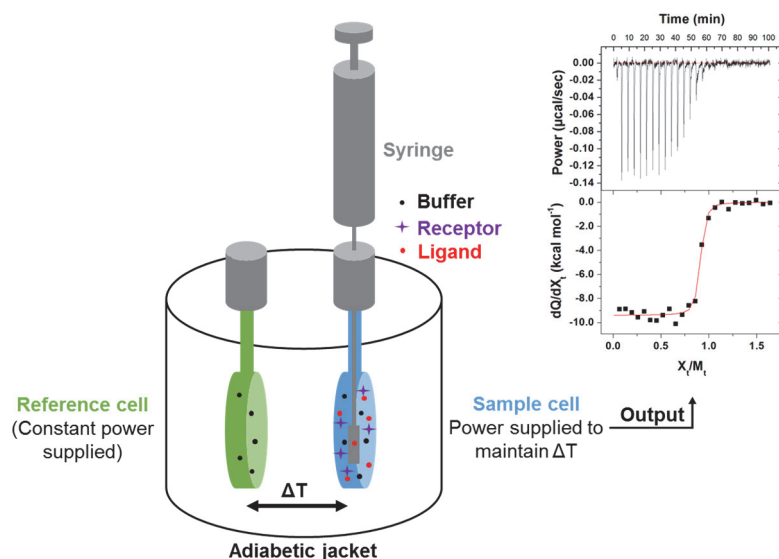 Time (min)
0 10 20 30 40 50 60 70 80 90 100
0.00
-0.02
-0.04
-0.06
-0.08
-0.10
-0.12
-0.14
Power (µcal/sec)
0.0
-2.0
-4.0
-6.0
-8.0
-10.0
dQ/dXt (kcal mol⁻¹)
0.0 0.5 1.0 1.5
Xt/Mt
Syringe
Buffer
Receptor
Ligand
Reference cell
(Constant power
supplied)
Sample cell
Power supplied to
maintain ΔT
Output
ΔT
Adiabetic jacket